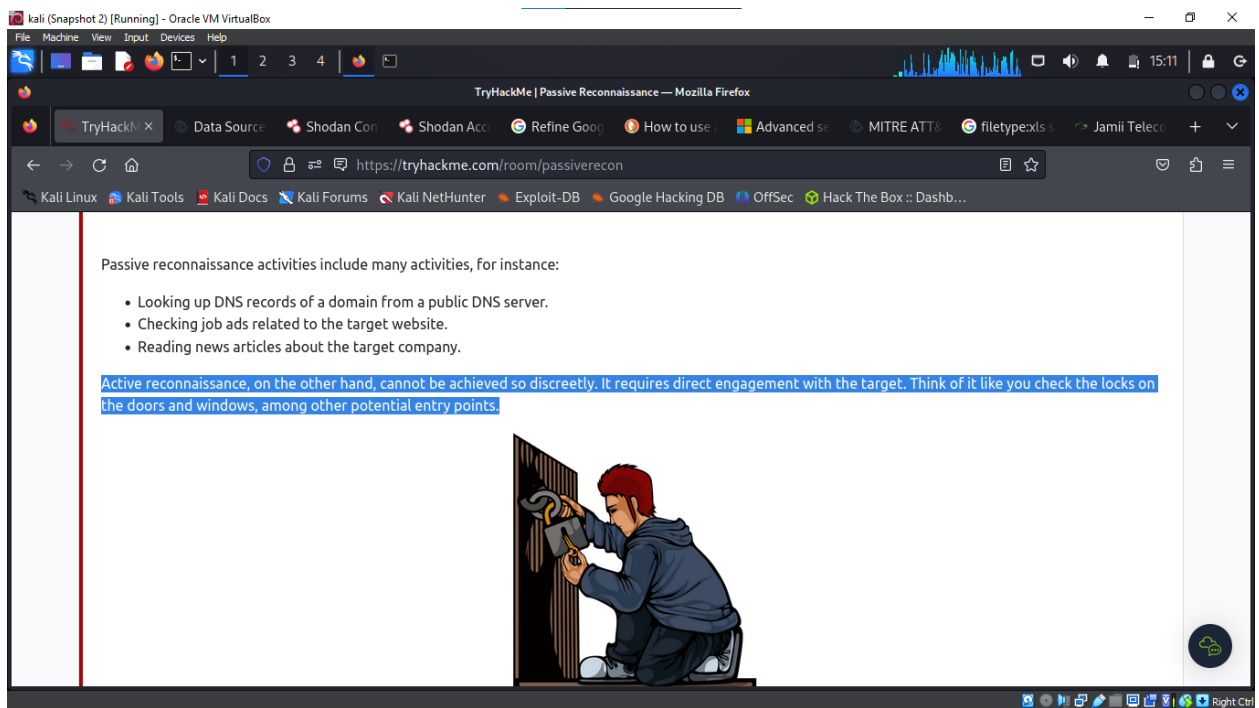 kali (Snapshot 2) [Running] - Oracle VM VirtualBox
File Machine View Input Devices Help
1 2 3 4 15:11
TryHackMe | Passive Reconnaissance — Mozilla Firefox
TryHackM Data Source Shodan Con Shodan Acc Refine Goog How to use a Advanced se MITRE ATT& filetype:xls s Jamii Teleco
https://tryhackme.com/room/passiverecon
Kali Linux Kali Tools Kali Docs Kali Forums Kali NetHunter Exploit-DB Google Hacking DB OffSec Hack The Box :: Dashb…
Passive reconnaissance activities include many activities, for instance:
• Looking up DNS records of a domain from a public DNS server.
• Checking job ads related to the target website.
• Reading news articles about the target company.
Active reconnaissance, on the other hand, cannot be achieved so discreetly. It requires direct engagement with the target. Think of it like you check the locks on
the doors and windows, among other potential entry points.
Right Ctrl